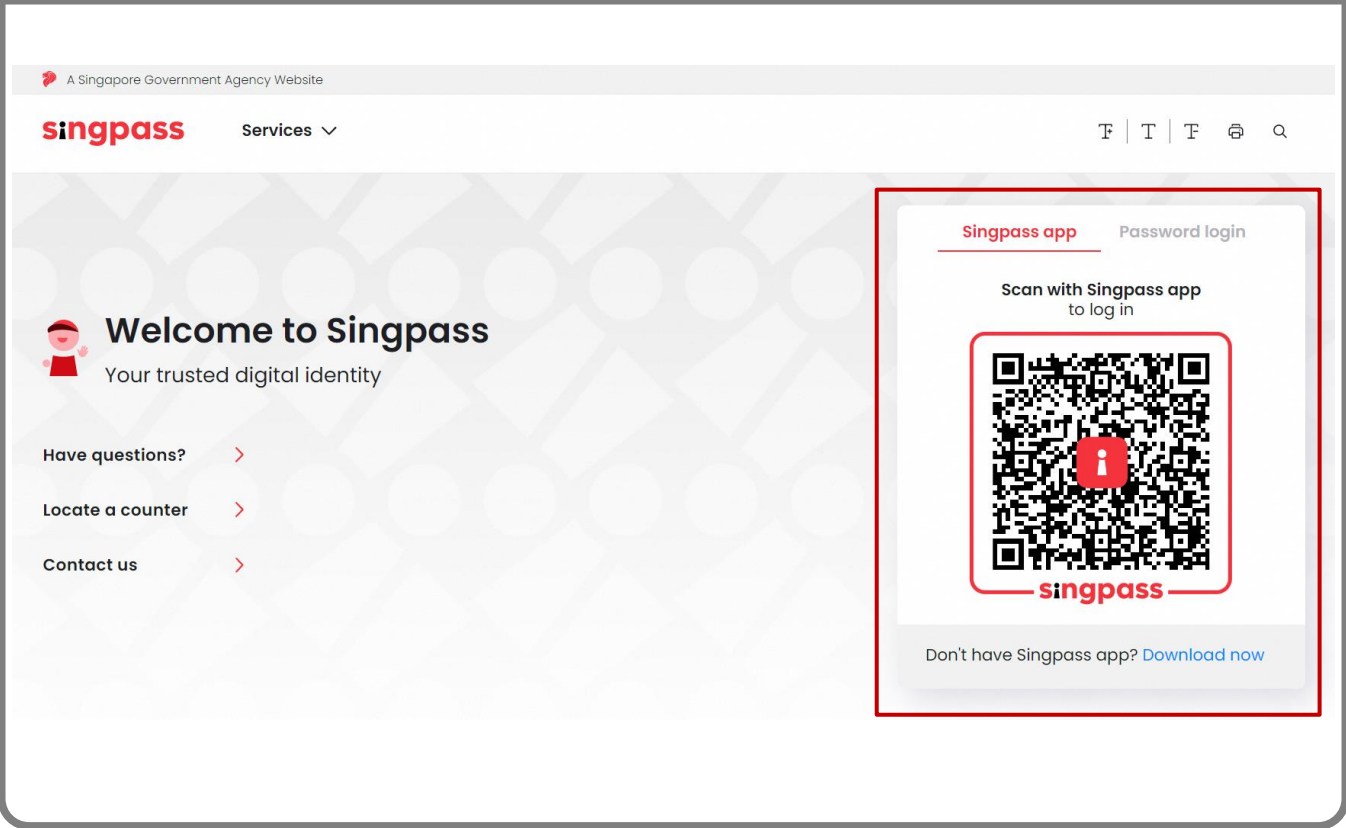 A Singapore Government Agency Website
singpass
Services
Welcome to Singpass
Your trusted digital identity
Have questions?
Locate a counter
Contact us
Singpass app Password login
Scan with Singpass app
to log in
singpass
Don't have Singpass app? Download now